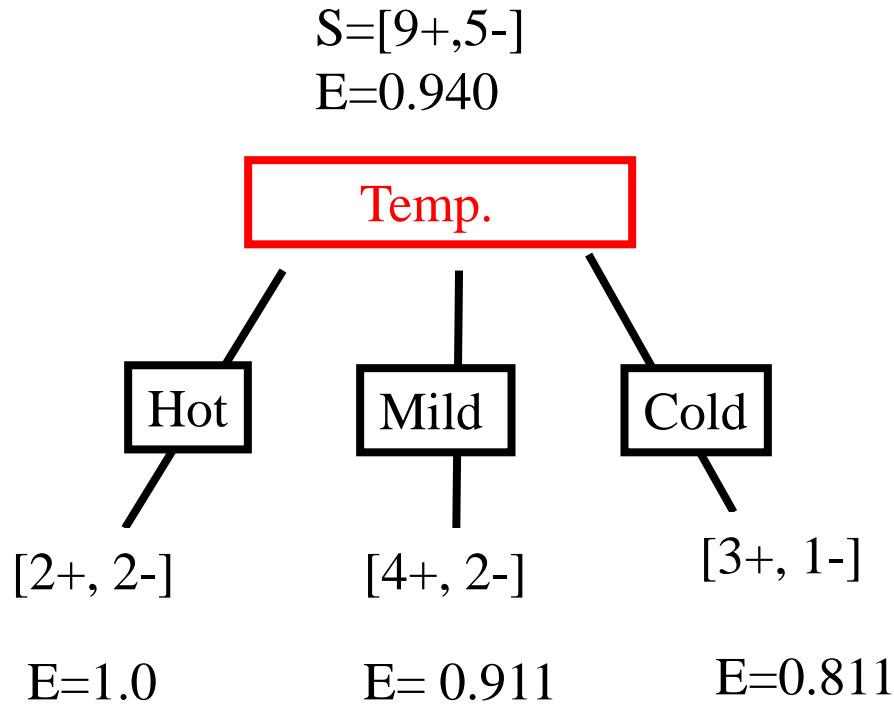 S=[9+,5-]
E=0.940
Temp.
Hot
Mild
Cold
[2+, 2-]
[4+, 2-]
[3+, 1-]
E=1.0
E= 0.911
E=0.811